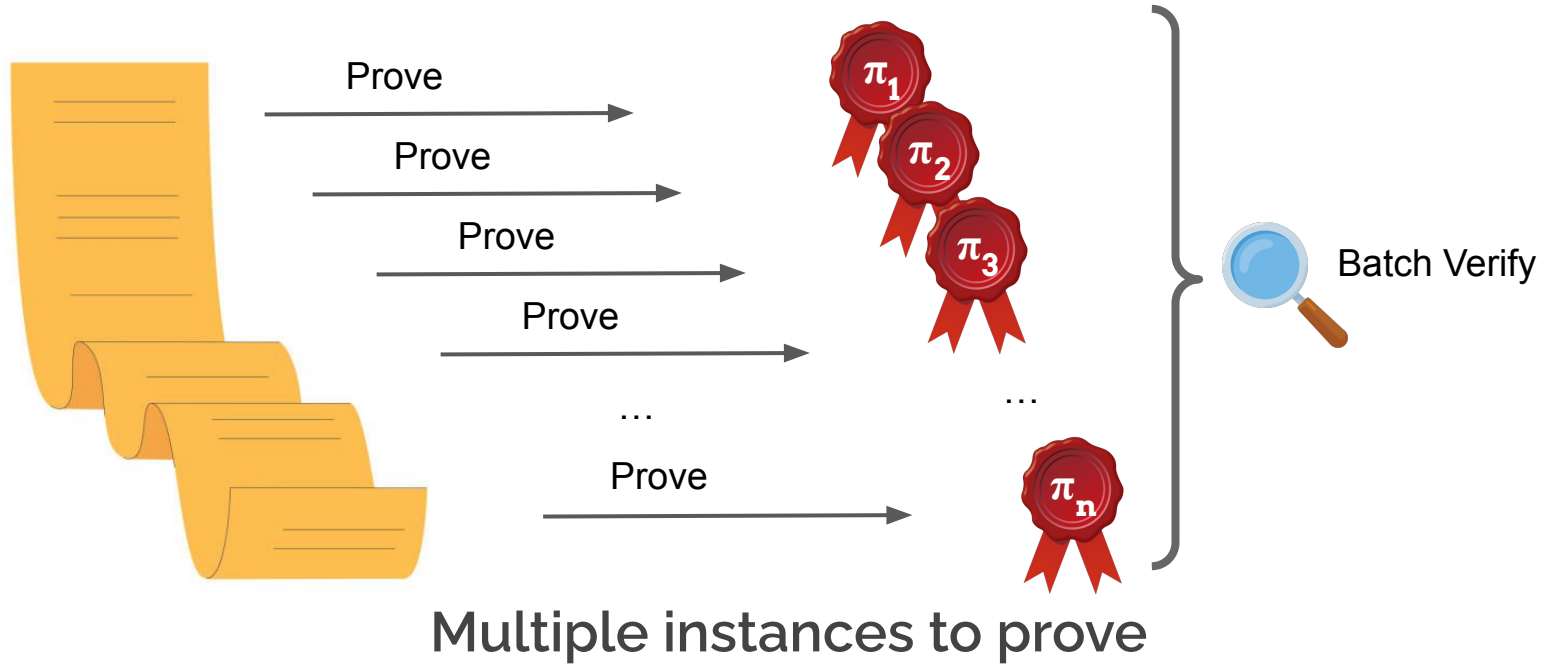 Prove
π1
Prove
π2
Prove
π3
Batch Verify
Prove
...
...
Prove
πn
Multiple instances to prove